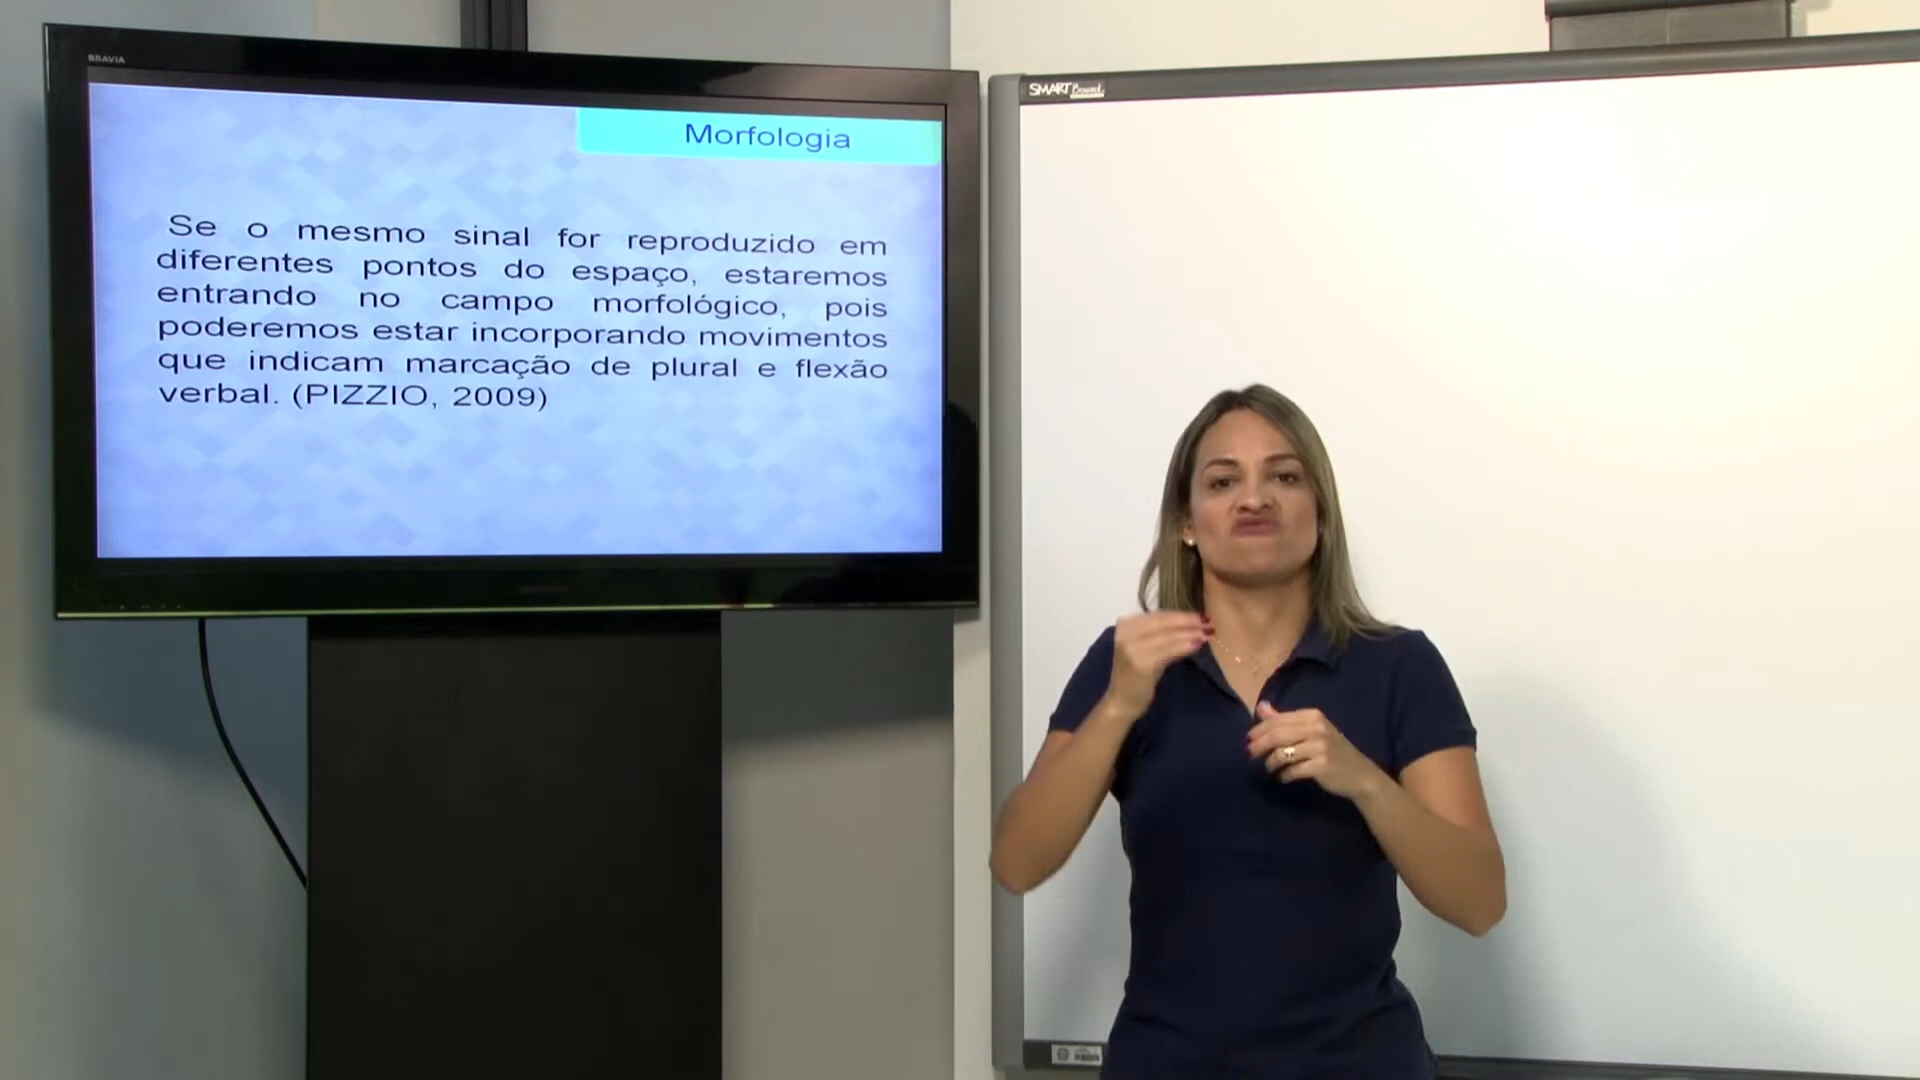 BRAVIA
Morfologia
Se o mesmo sinal for reproduzido em
diferentes pontos do espaço, estaremos
entrando no campo morfológico, pois
poderemos estar incorporando movimentos
que indicam marcação de plural e flexão
verbal. (PIZZIO, 2009)
SMART Board